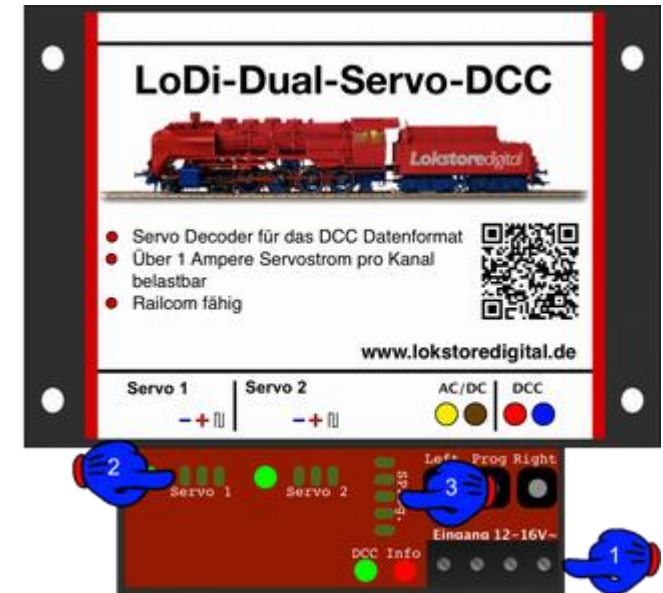 LoDi-Dual-Servo-DCC
Lokstoredigital
Servo Decoder für das DCC Datenformat
Über 1 Ampere Servostrom pro Kanal
belastbar
Railcom fähig
www.lokstoredigital.de
Servo 1
Servo 2
AC/DC
DCC
- +
- +
Left Prog Right
2
Servo 1
Servo 2
3
Eingang 12-16V~
DCC Info
1